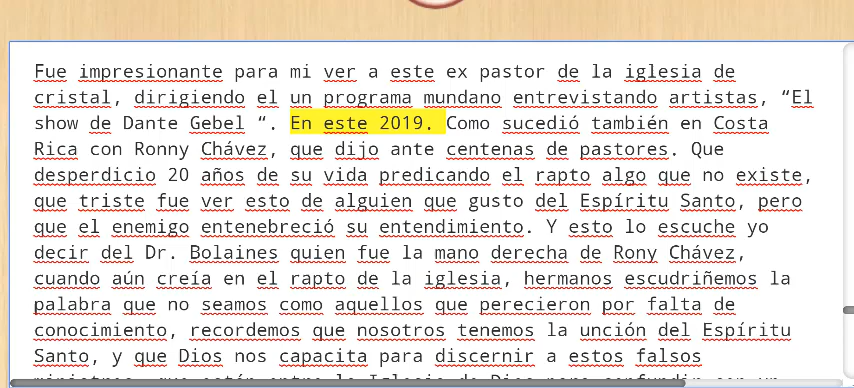 Fue impresionante para mi ver a este ex pastor de la iglesia de
cristal, dirigiendo el un programa mundano entrevistando artistas, “El
show de Dante Gebel “. En este 2019. Como sucedió también en Costa
Rica con Ronny Chávez, que dijo ante centenas de pastores. Que
desperdicio 20 años de su vida predicando el rapto algo que no existe,
que triste fue ver esto de alguien que gusto del Espíritu Santo, pero
que el enemigo entenebreció su entendimiento. Y esto lo escuche yo
decir del Dr. Bolaines quien fue la mano derecha de Rony Chávez,
cuando aún creía en el rapto de la iglesia, hermanos escudriñemos la
palabra que no seamos como aquellos que perecieron por falta de
conocimiento, recordemos que nosotros tenemos la unción del Espíritu
Santo, y que Dios nos capacita para discernir a estos falsos